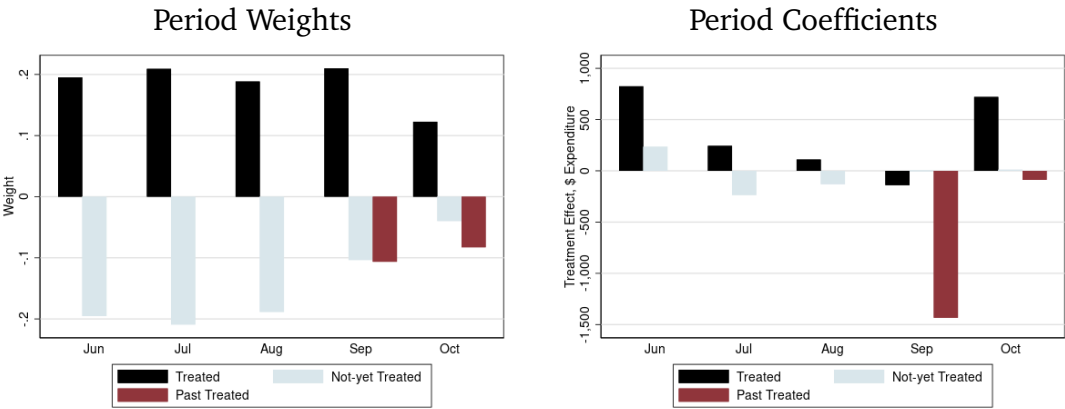 Period Weights
Weight
.2
.1
0
-.1
-.2
Jun Jul Aug Sep Oct
Treated Not-yet Treated
Past Treated
Period Coefficients
Treatment Effect, $ Expenditure
1,000
500
0
-500
-1,000
-1,500
Jun Jul Aug Sep Oct
Treated Not-yet Treated
Past Treated